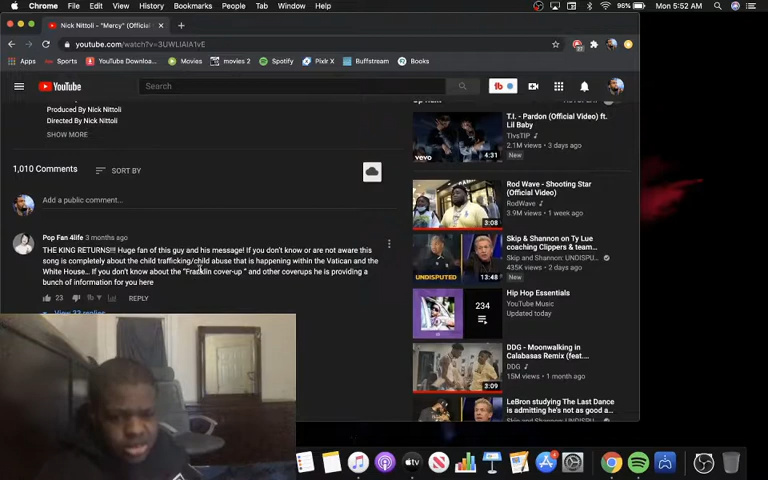 Chrome File Edit View History Bookmarks People Tab Window Help 96% Mon 5:52 AM
Nick Nittoli - "Mercy" (Official
youtube.com/watch?v=3UWLlAlA1vE
Apps Spotify Search YouTube Downloa... Movies movies 2 Spotify Pixlr X Buffstream Books
YouTube
Search
Produced By Nick Nittoli
Directed By Nick Nittoli
SHOW MORE
1,010 Comments SORT BY
Add a public comment...
Pop Fan 4life 3 months ago
THE KING RETURNS!!! Huge fan of this guy and his message! If you don't know or are not aware this
song is completely about the child trafficking/child abuse that is happening within the Vatican and the
White House.. If you don't know about the "Franklin cover-up " and other coverups he is providing a
bunch of information for you here
23 REPLY
T.I. - Pardon (Official Video) ft.
Lil Baby
TIvsTIP
2.1M views • 3 days ago
New
vevo
4:31
Rod Wave - Shooting Star
(Official Video)
RodWave
3.9M views • 1 week ago
3:08
Skip & Shannon on Ty Lue
coaching Clippers & team...
Skip and Shannon: UNDISPU...
435K views • 2 days ago
New
UNDISPUTED
13:48
Hip Hop Essentials
YouTube Music
Updated today
234
DDG - Moonwalking in
Calabasas Remix (feat....
DDG
15M views • 1 month ago
3:09
LeBron studying The Last Dance
is admitting he's not as good a...